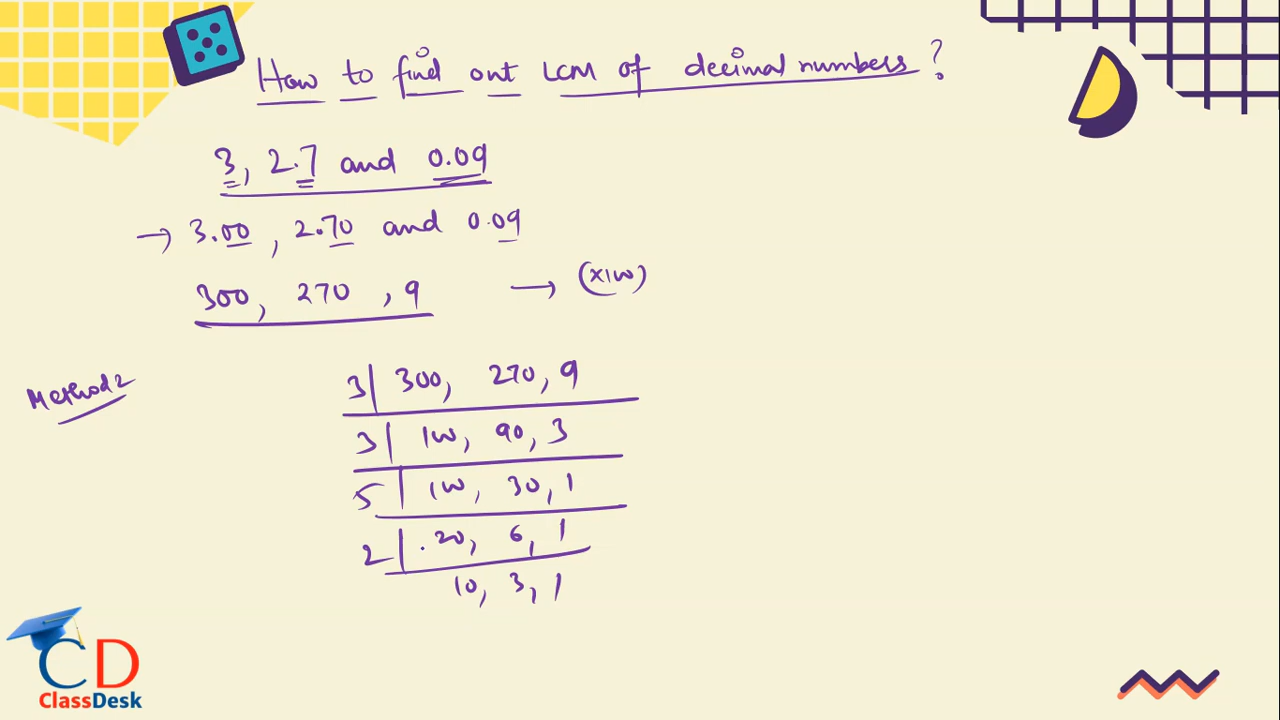 How to find out LCM of decimal numbers?
3, 2.7 and 0.09
→ 3.00, 2.70 and 0.09
300, 270, 9 → (x100)
Method 2
3| 300, 270, 9
3| 100, 90, 3
5| 100, 30, 1
2| .20, 6, 1
10, 3, 1
CD
ClassDesk